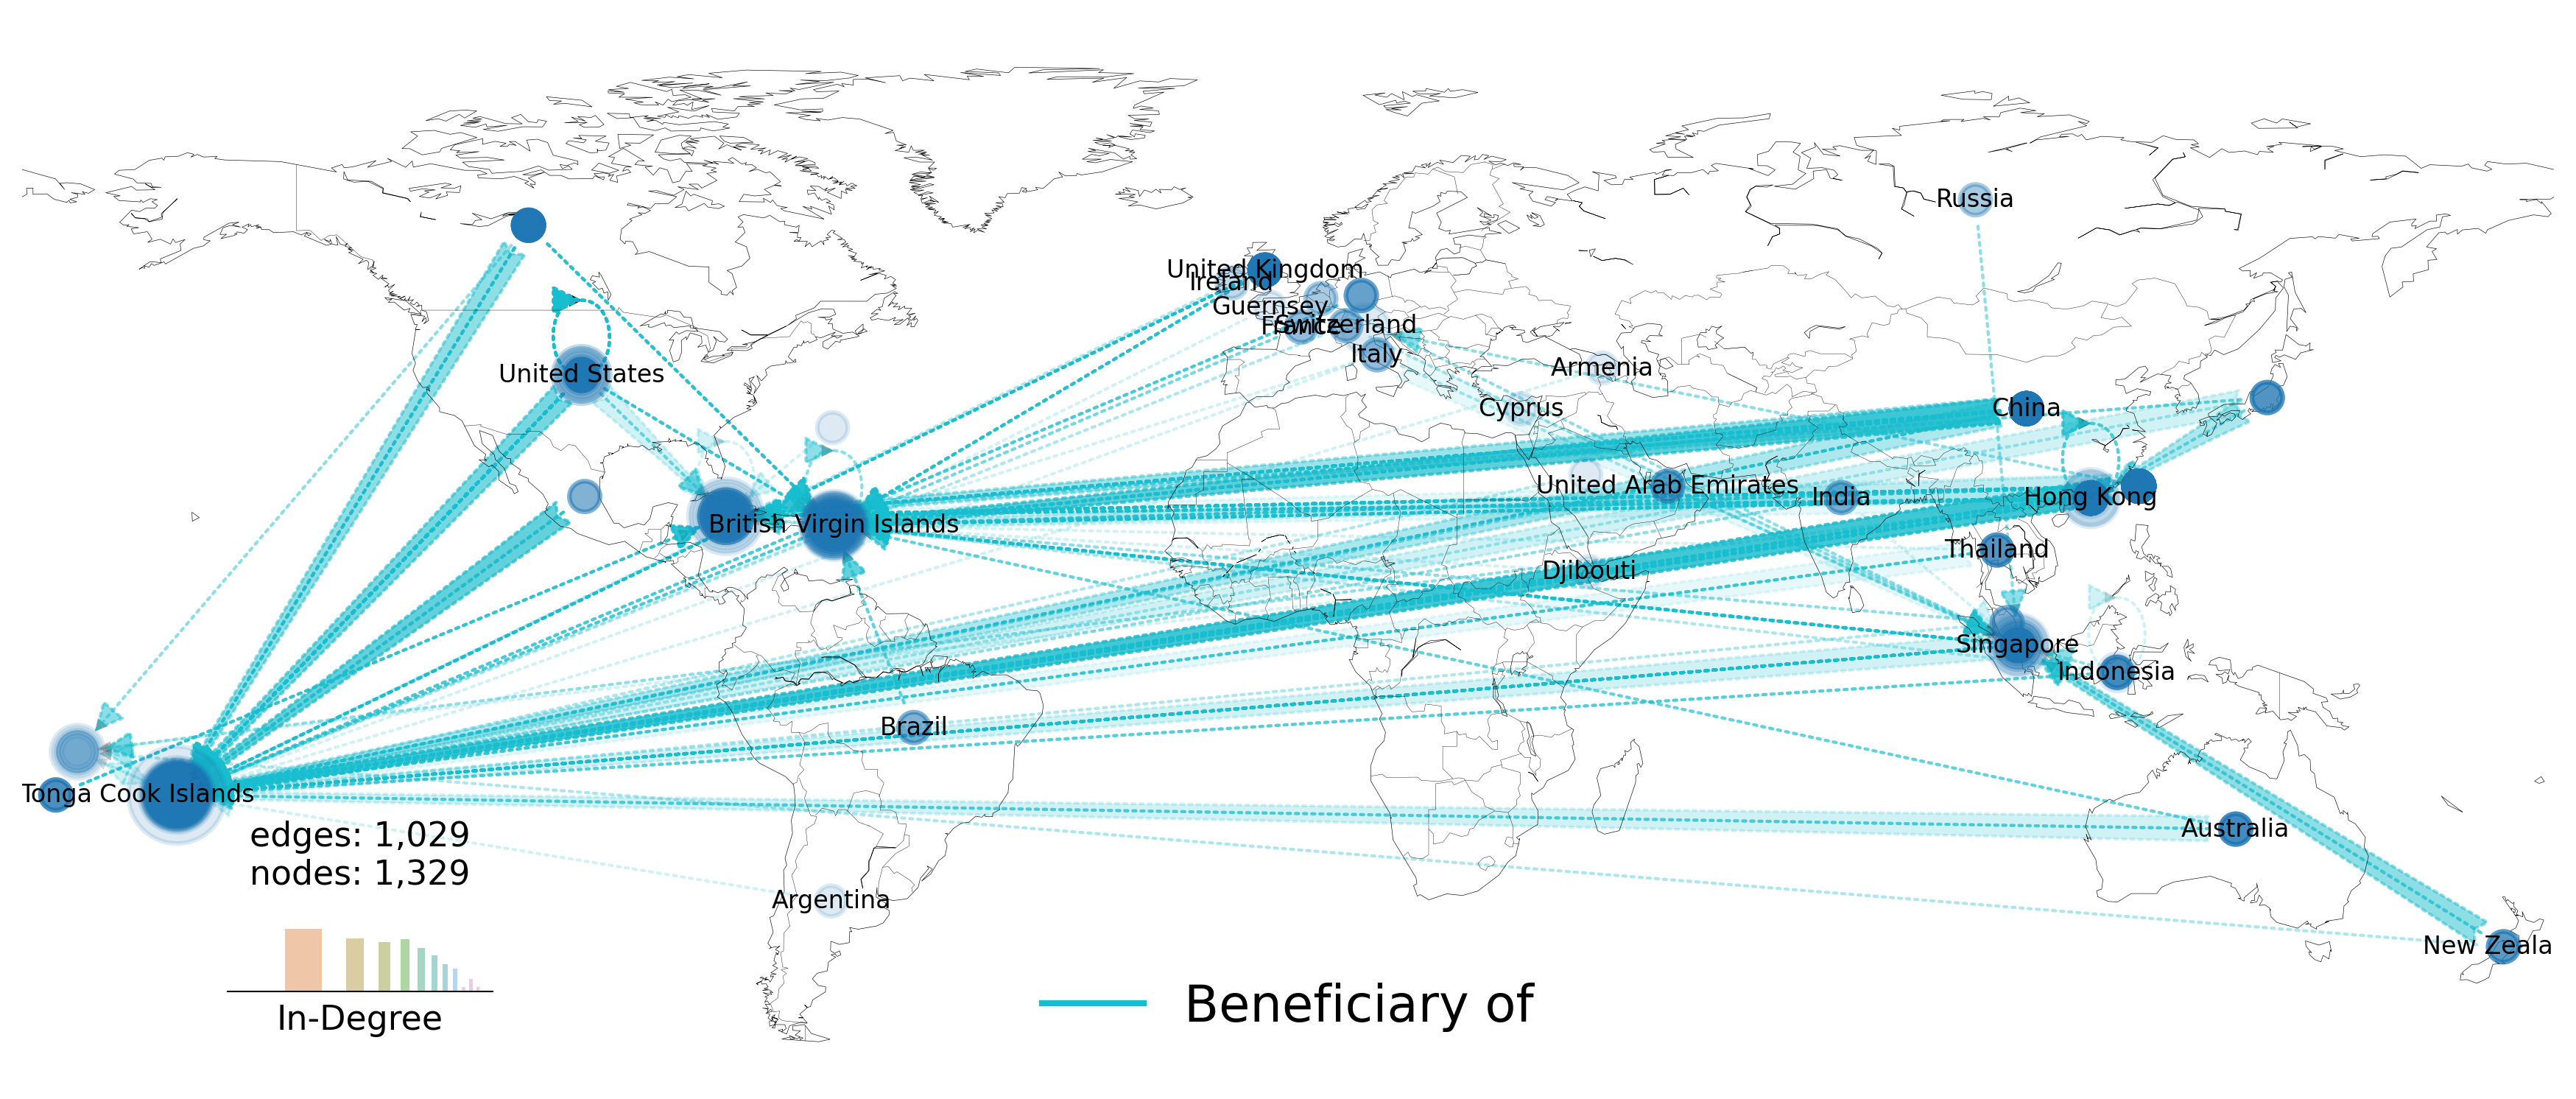 Russia
United Kingdom
Ireland
Guernsey
France
Switzerland
Italy
Armenia
United States
Cyprus
China
United Arab Emirates
India
Hong Kong
British Virgin Islands
Thailand
Djibouti
Singapore
Indonesia
Brazil
Tonga Cook Islands
Australia
edges: 1,029
nodes: 1,329
Argentina
New Zeala
In-Degree
Beneficiary of